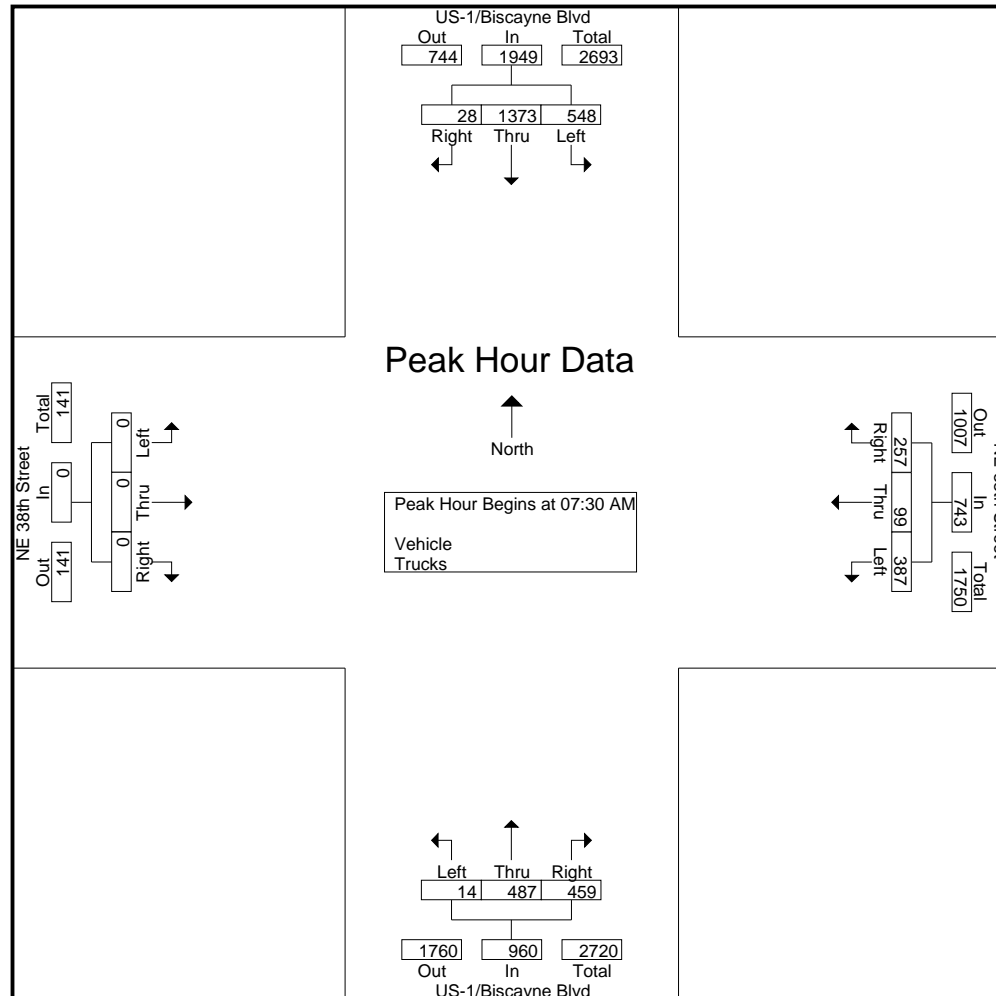 US-1/Biscayne Blvd
Out In Total
744 1949 2693
28 1373 548
Right Thru Left
Peak Hour Data
North
Peak Hour Begins at 07:30 AM
Vehicle
Trucks
NE 38th Street
Total In Out
141 0 141
0 0 0
Left Thru Right
Right Thru Left
257 99 387
1007 743 1750
Out In Total
Street
Left Thru Right
14 487 459
1760 960 2720
Out In Total
US-1/Biscayne Blvd